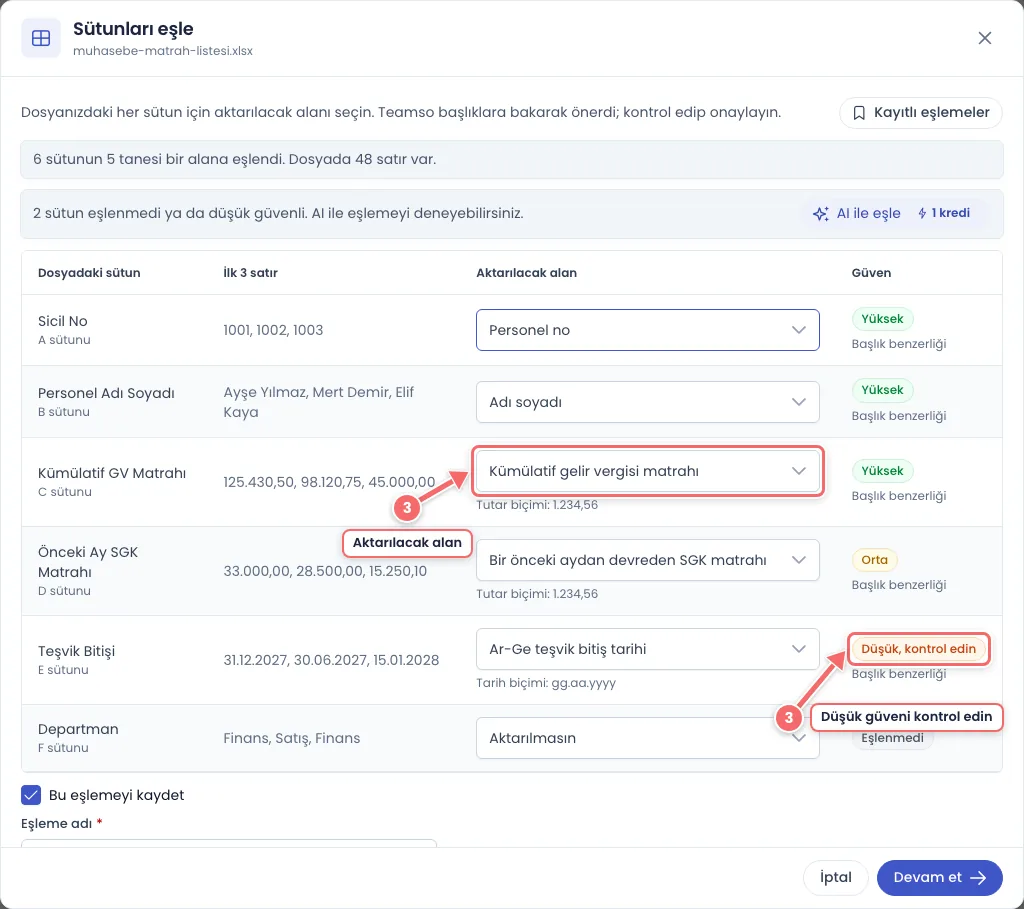 Sütunları eşle
muhasebe-matrah-listesi.xlsx
Dosyanızdaki her sütun için aktarılacak alanı seçin. Teamso başlıklara bakarak önerdi; kontrol edip onaylayın.
Kayıtlı eşlemeler
6 sütunun 5 tanesi bir alana eşlendi. Dosyada 48 satır var.
2 sütun eşlenmedi ya da düşük güvenli. AI ile eşlemeyi deneyebilirsiniz.
AI ile eşle
1 kredi
Dosyadaki sütun
İlk 3 satır
Aktarılacak alan
Güven
Sicil No
A sütunu
1001, 1002, 1003
Personel no
Yüksek
Başlık benzerliği
Personel Adı Soyadı
B sütunu
Ayşe Yılmaz, Mert Demir, Elif
Kaya
Adı soyadı
Yüksek
Başlık benzerliği
Kümülatif GV Matrahı
C sütunu
125.430,50, 98.120,75, 45.000,00
Kümülatif gelir vergisi matrahı
Tutar biçimi: 1.234,56
Yüksek
Başlık benzerliği
3
Aktarılacak alan
Önceki Ay SGK
Matrahı
D sütunu
33.000,00, 28.500,00, 15.250,10
Bir önceki aydan devreden SGK matrahı
Tutar biçimi: 1.234,56
Orta
Başlık benzerliği
Teşvik Bitişi
E sütunu
31.12.2027, 30.06.2027, 15.01.2028
Ar-Ge teşvik bitiş tarihi
Tarih biçimi: gg.aa.yyyy
Düşük, kontrol edin
Başlık benzerliği
3
Düşük güveni kontrol edin
Departman
F sütunu
Finans, Satış, Finans
Aktarılmasın
Eşlenmedi
Bu eşlemeyi kaydet
Eşleme adı *
İptal
Devam et